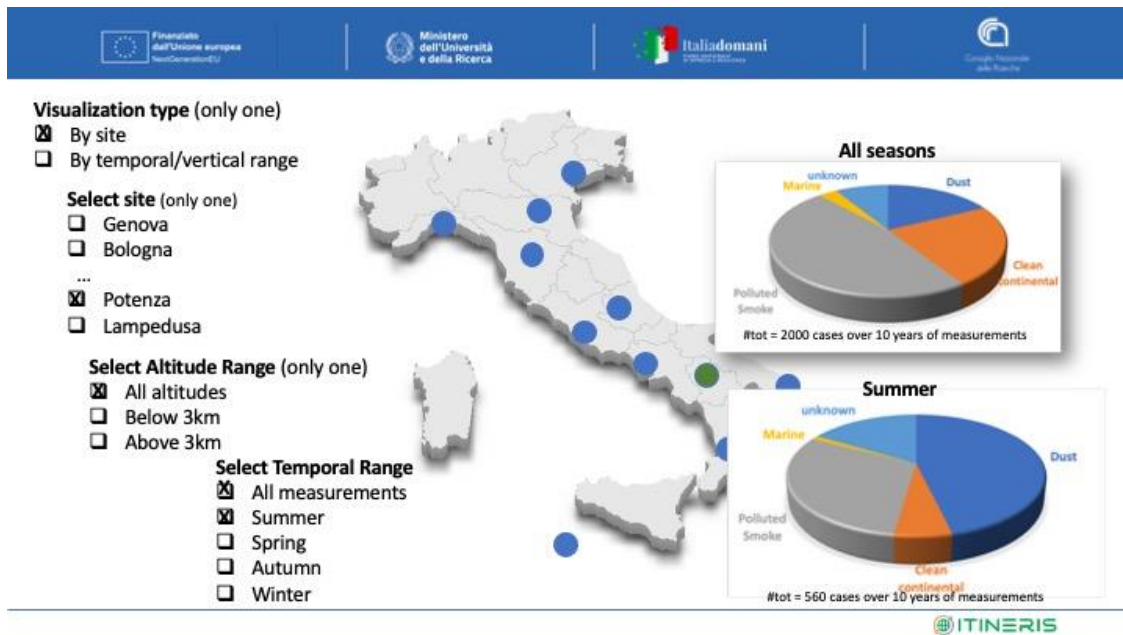 Finanziato
dall'Unione europea
NextGenerationEU
Ministero
dell'Università
e della Ricerca
Italiadomani
Consiglio Nazionale
delle Ricerche
Visualization type (only one)
By site
By temporal/vertical range
Select site (only one)
Genova
Bologna
...
Potenza
Lampedusa
Select Altitude Range (only one)
All altitudes
Below 3km
Above 3km
Select Temporal Range
All measurements
Summer
Spring
Autumn
Winter
All seasons
unknown
Marine
Dust
Clean
continental
Polluted
Smoke
#tot = 2000 cases over 10 years of measurements
Summer
unknown
Marine
Dust
Polluted
Smoke
Clean
continental
#tot = 560 cases over 10 years of measurements
ITINERIS